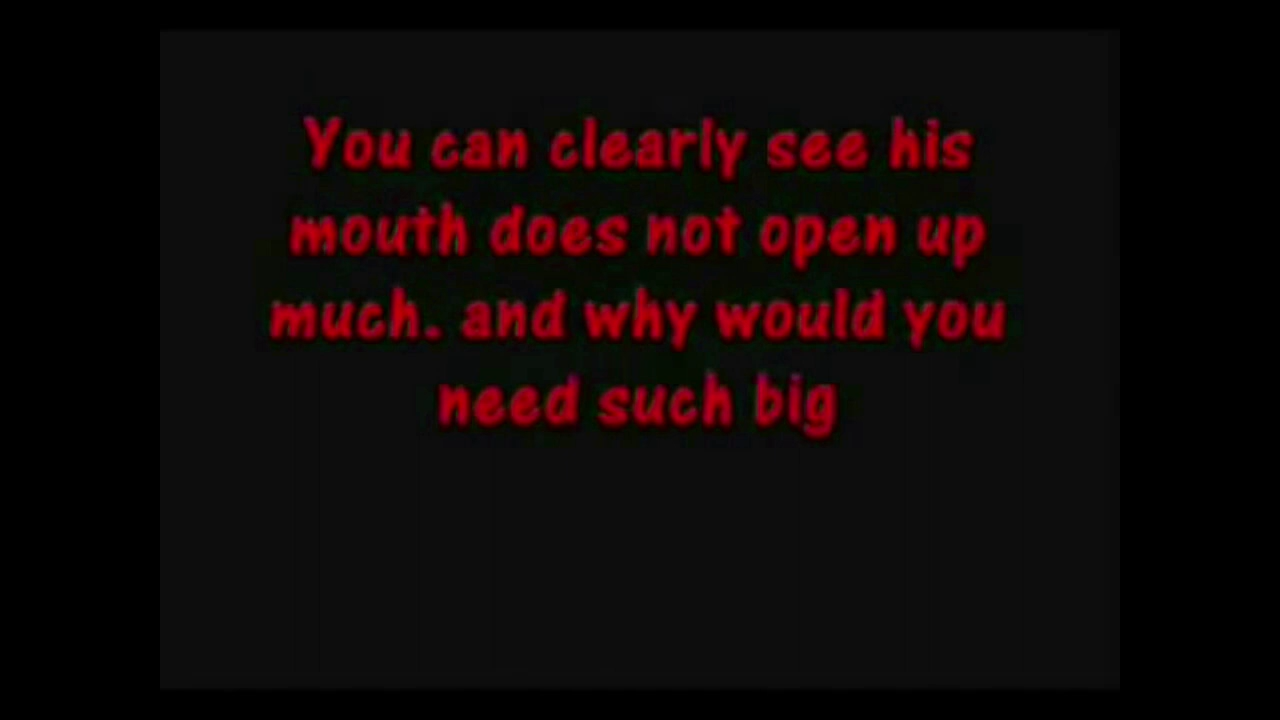 You can clearly see his
mouth does not open up
much. and why would you
need such big